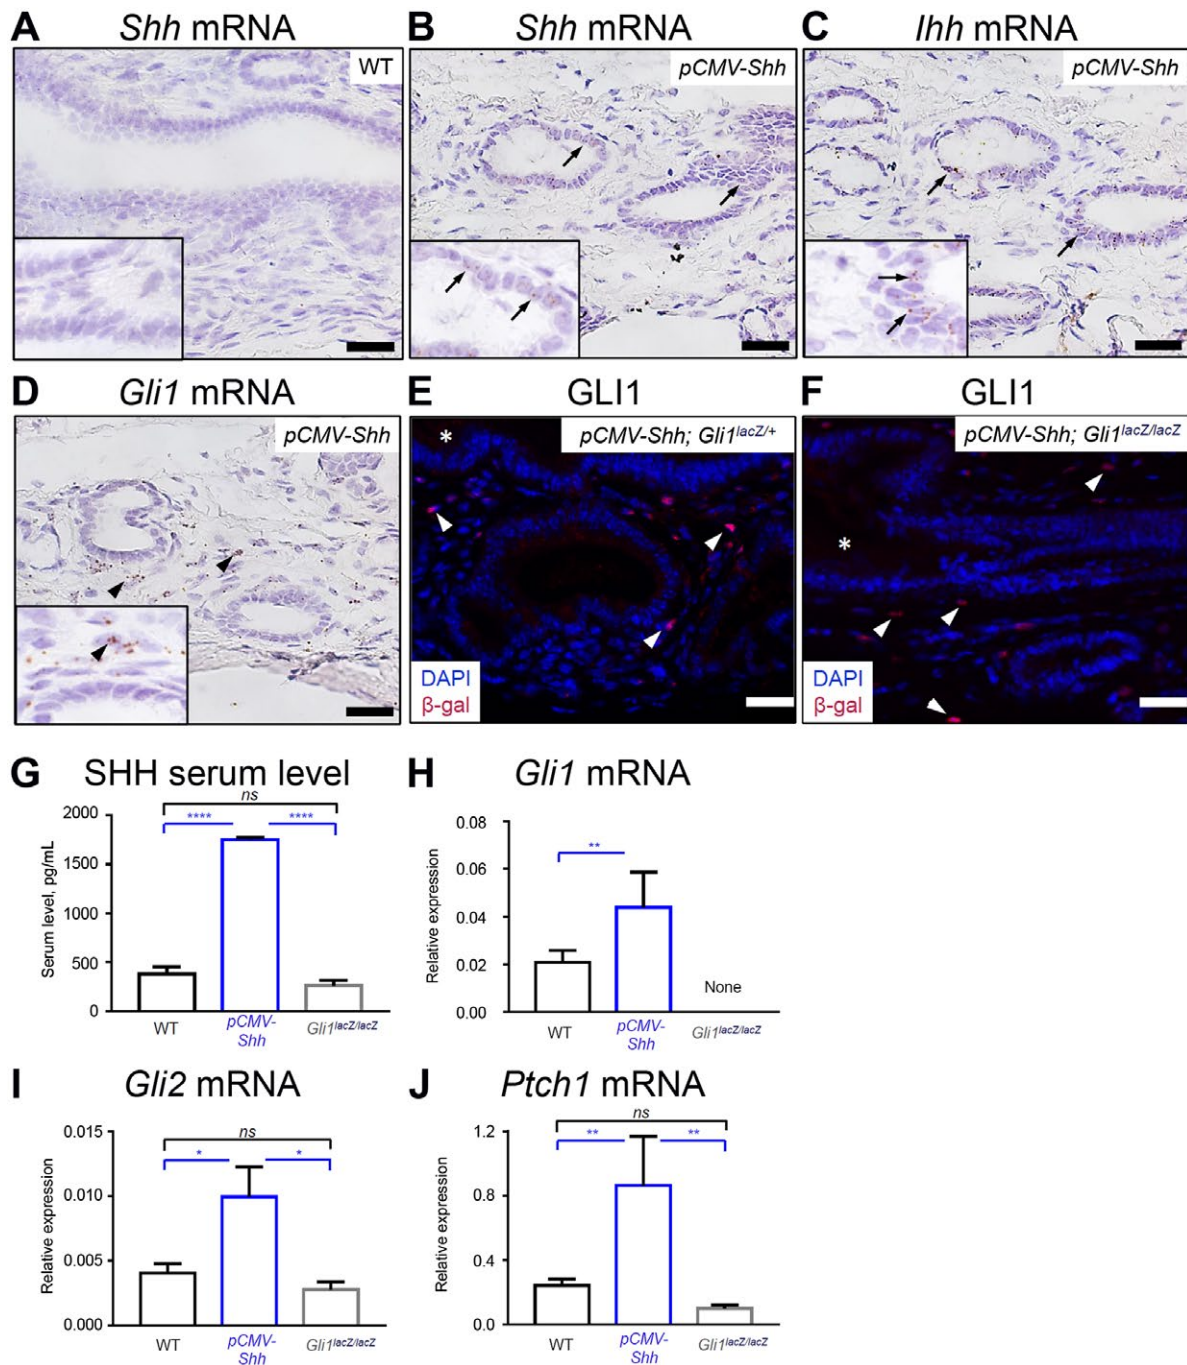 A Shh mRNA
WT
B Shh mRNA
pCMV-Shh
C Ihh mRNA
pCMV-Shh
D Gli1 mRNA
pCMV-Shh
E GLI1
*
pCMV-Shh; Gli1lacZ/+
DAPI
β-gal
F GLI1
pCMV-Shh; Gli1lacZ/lacZ
*
DAPI
β-gal
G SHH serum level
ns
**** ****
Serum level, pg/mL
2000
1500
1000
500
0
WT
pCMV-
Shh
Gli1lacZ/lacZ
H Gli1 mRNA
**
Relative expression
0.08
0.06
0.04
0.02
0.00
None
WT
pCMV-
Shh
Gli1lacZ/lacZ
I Gli2 mRNA
ns
* *
Relative expression
0.015
0.010
0.005
0.000
WT
pCMV-
Shh
Gli1lacZ/lacZ
J Ptch1 mRNA
ns
** **
Relative expression
1.2
0.8
0.4
0.0
WT
pCMV-
Shh
Gli1lacZ/lacZ